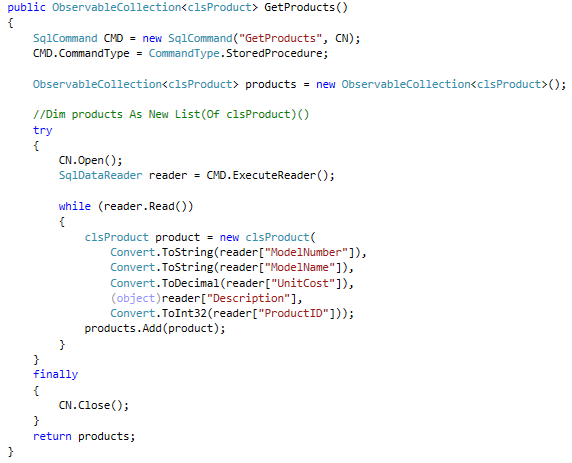 public ObservableCollection<clsProduct> GetProducts()
{
SqlCommand CMD = new SqlCommand("GetProducts", CN);
CMD.CommandType = CommandType.StoredProcedure;
ObservableCollection<clsProduct> products = new ObservableCollection<clsProduct>();
//Dim products As New List(Of clsProduct)()
try
{
CN.Open();
SqlDataReader reader = CMD.ExecuteReader();
while (reader.Read())
{
clsProduct product = new clsProduct(
Convert.ToString(reader["ModelNumber"]),
Convert.ToString(reader["ModelName"]),
Convert.ToDecimal(reader["UnitCost"]),
(object)reader["Description"],
Convert.ToInt32(reader["ProductID"]));
products.Add(product);
}
}
finally
{
CN.Close();
}
return products;
}